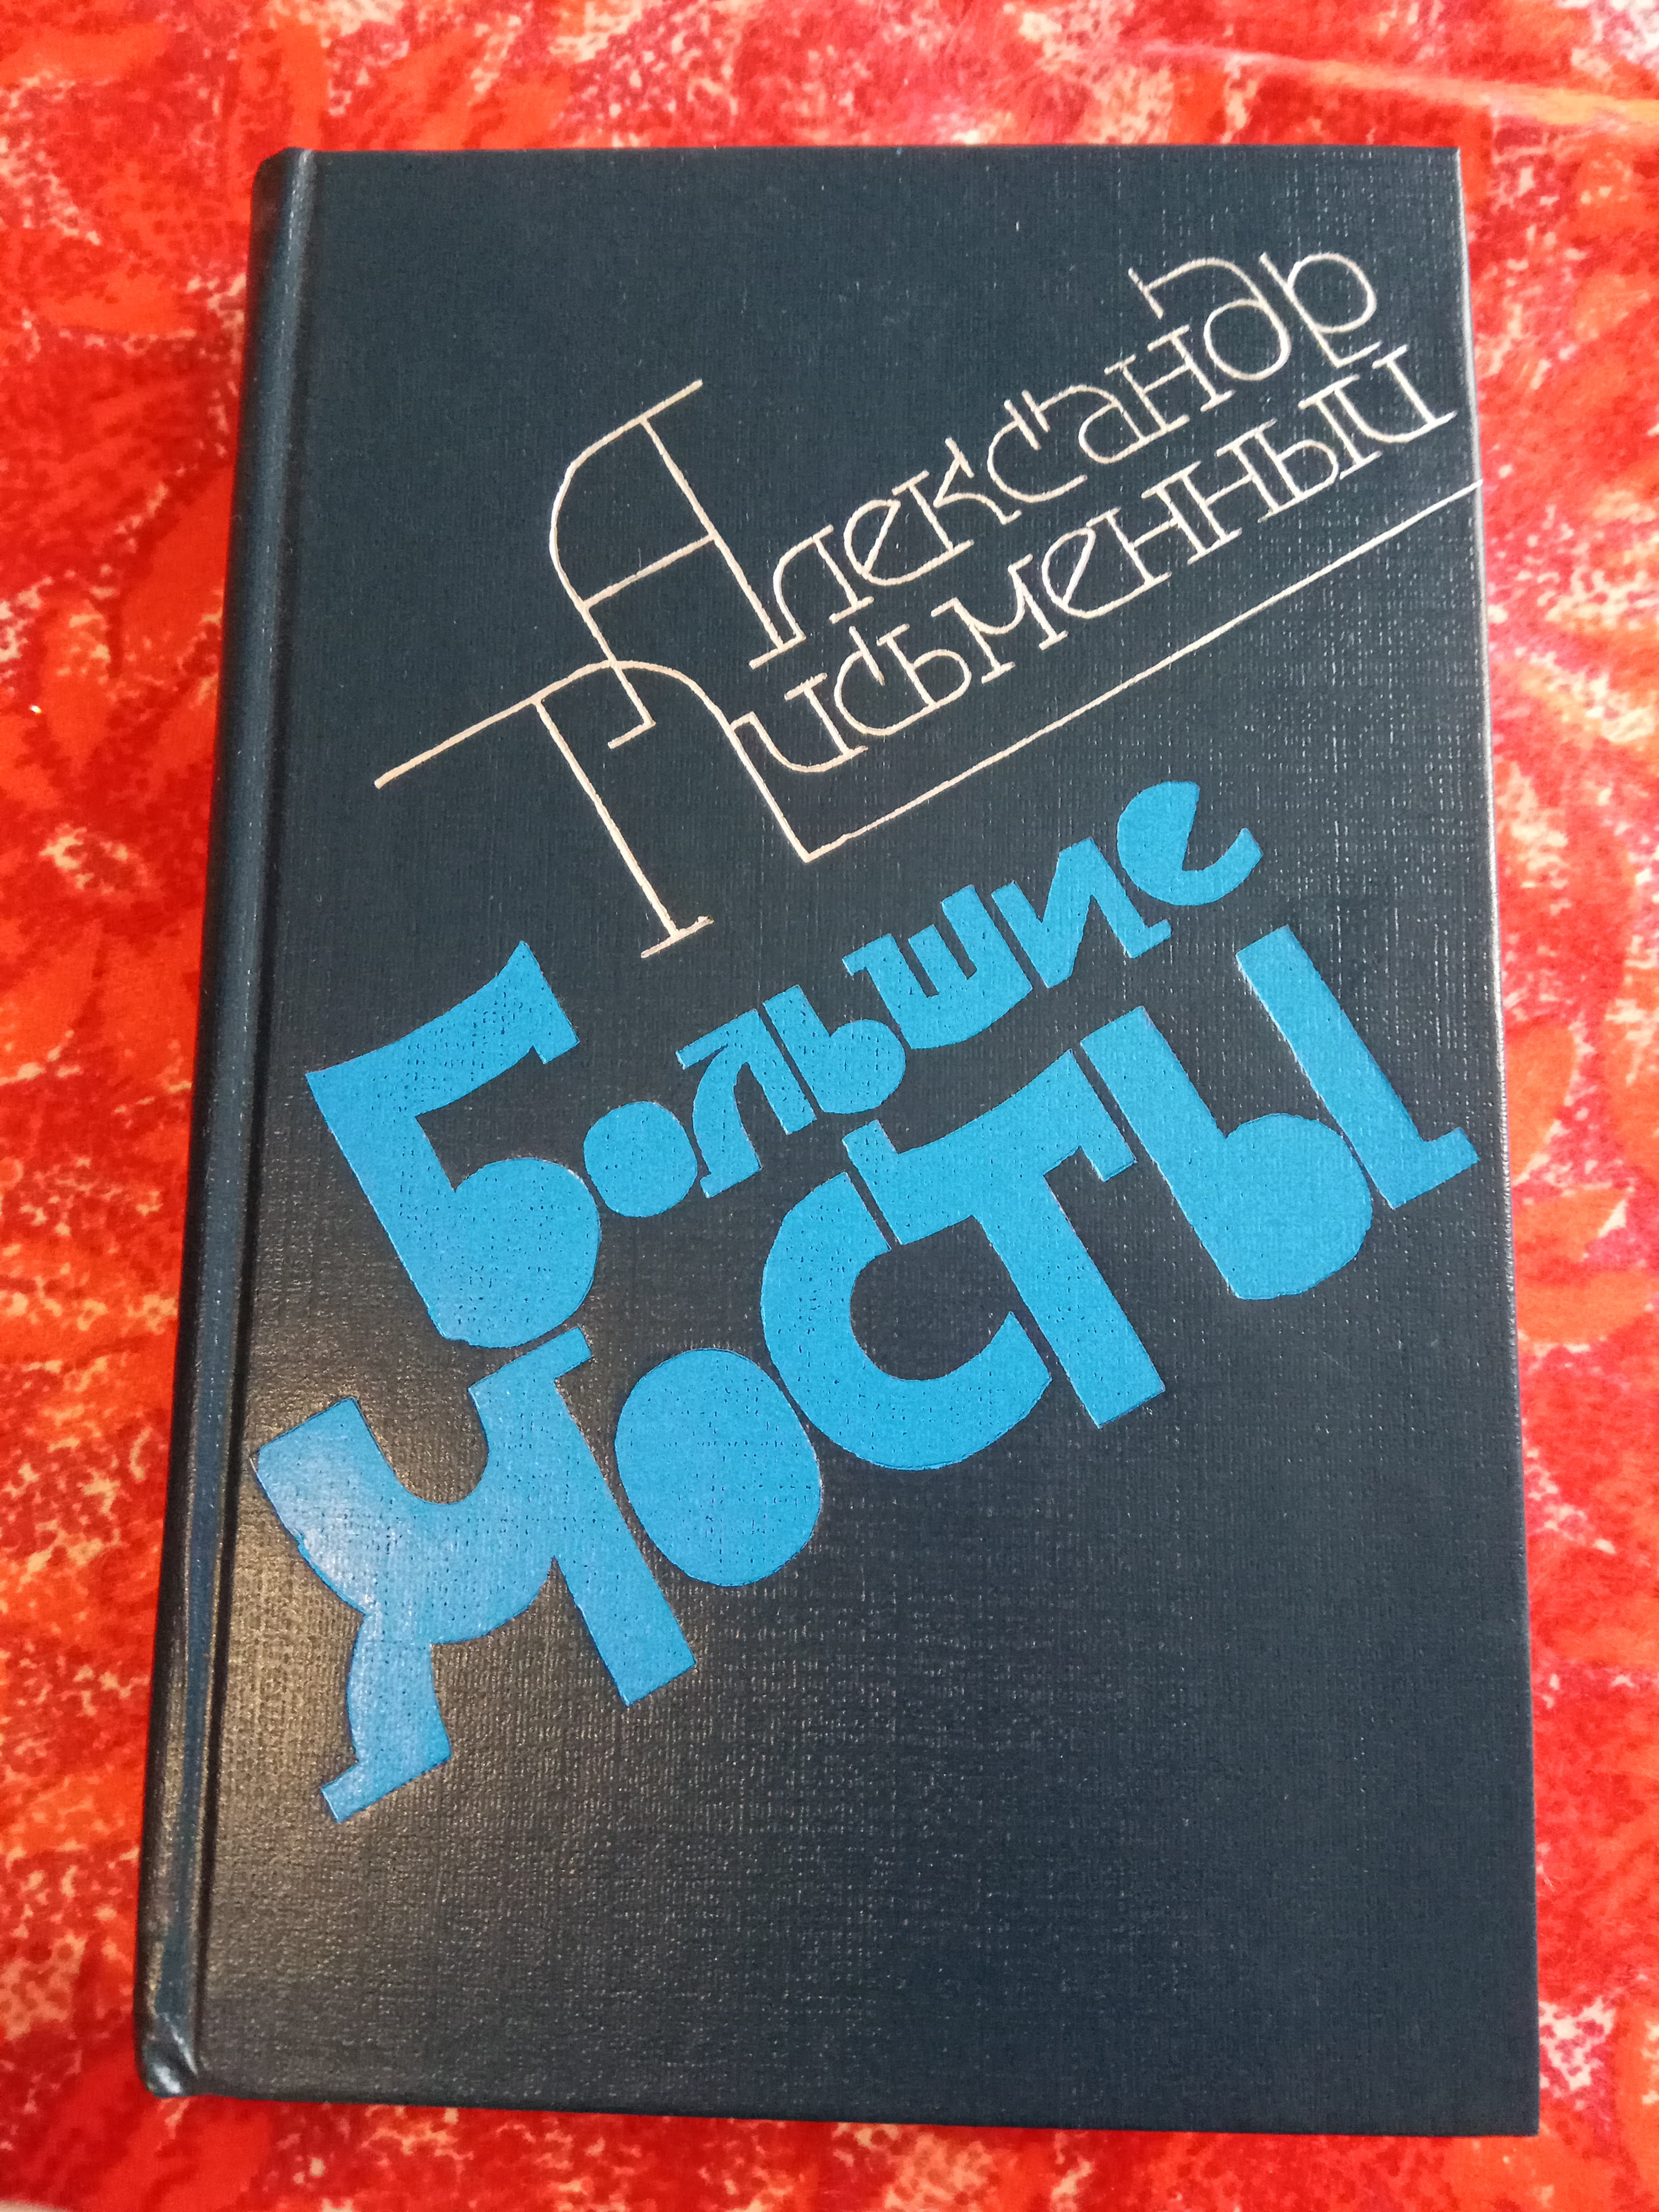 Александр
Письменный
Большие
Мосты